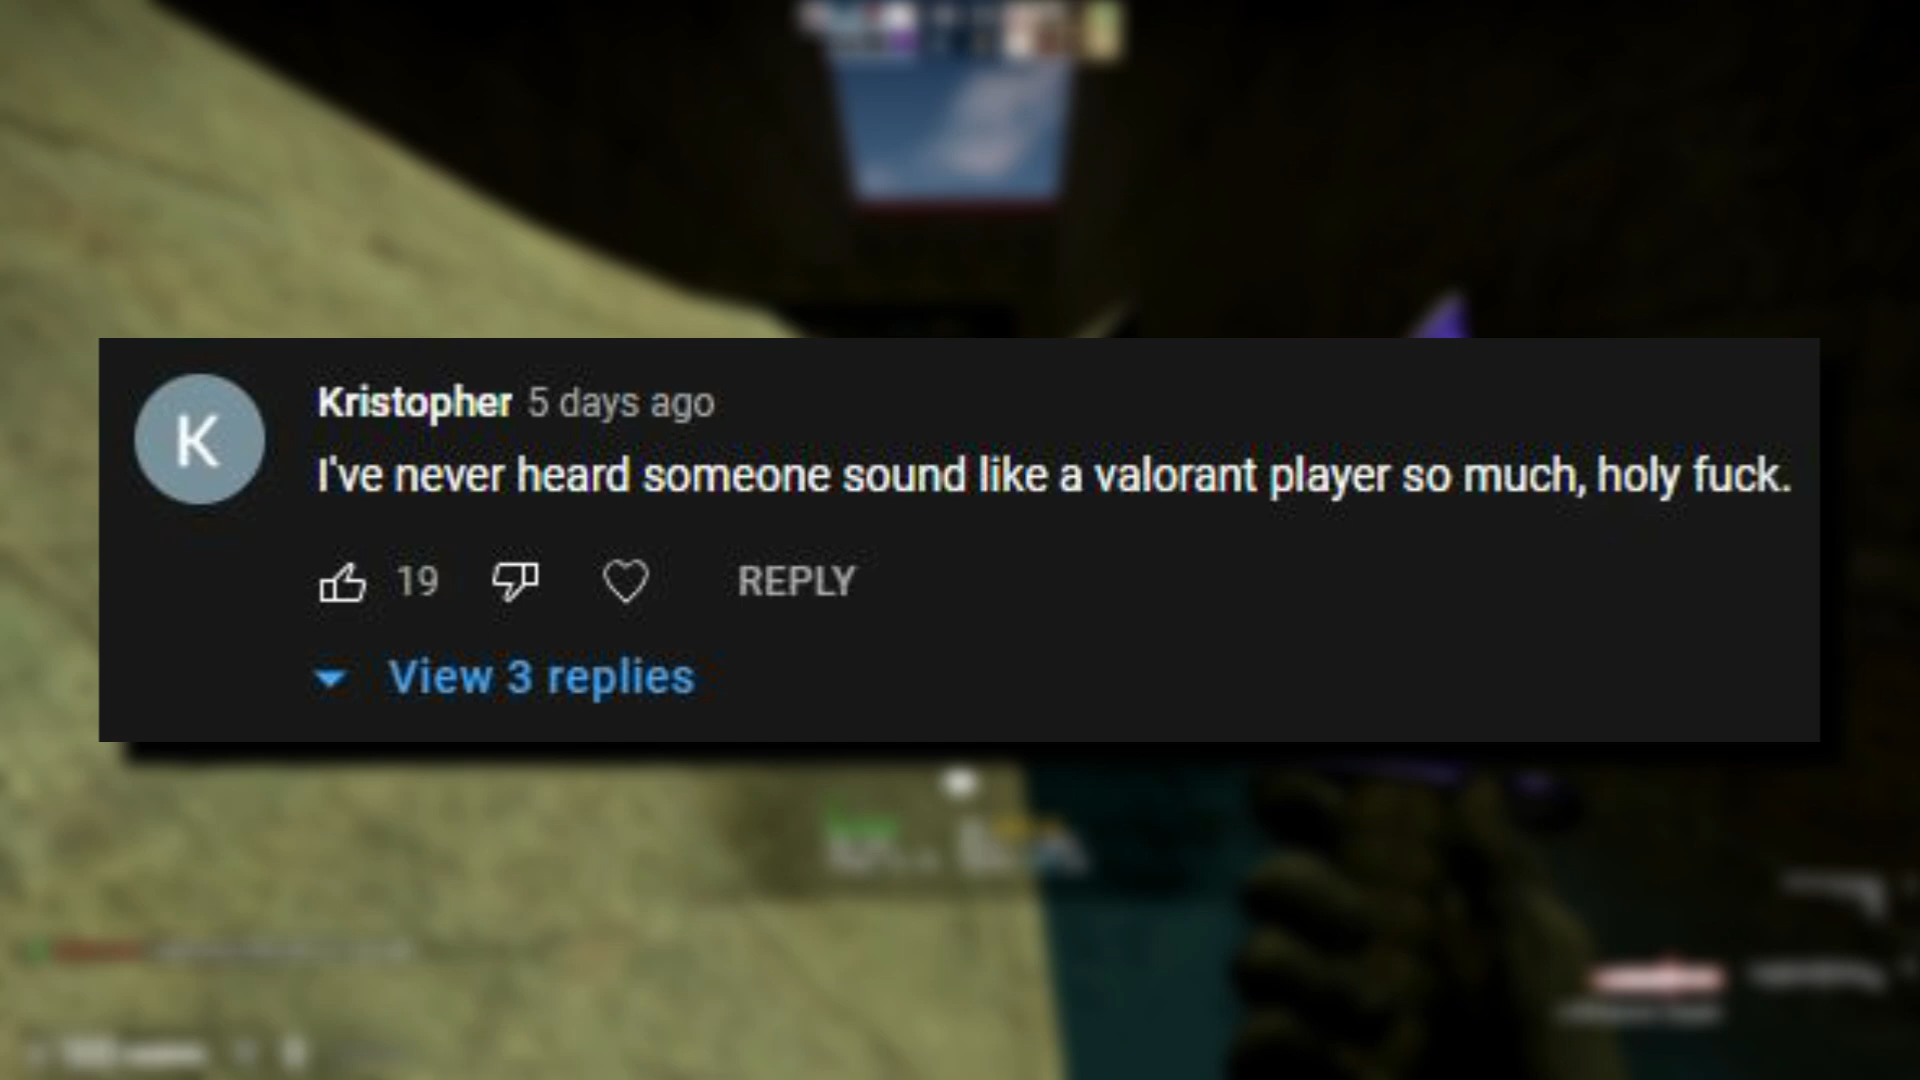 K
Kristopher 5 days ago
I've never heard someone sound like a valorant player so much, holy fuck.
19 REPLY
View 3 replies